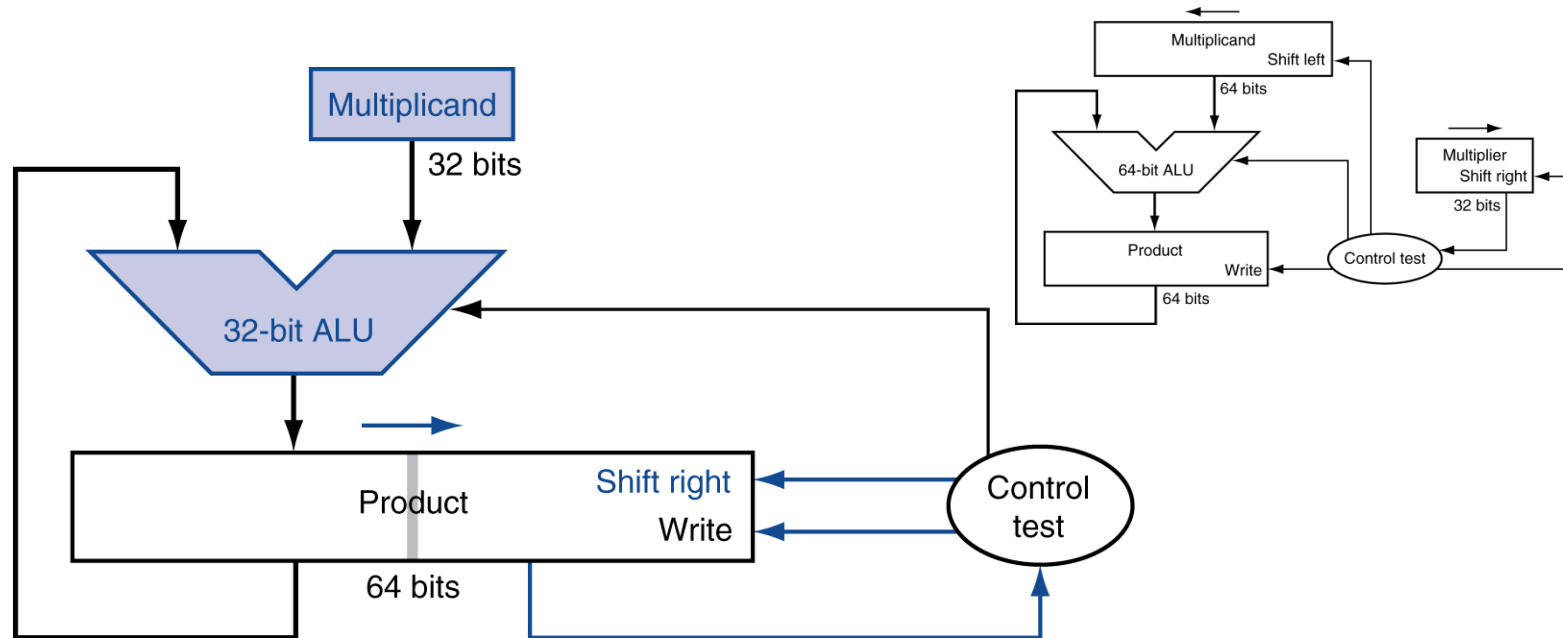 Multiplicand
32 bits
32-bit ALU
Product
Shift right
Write
64 bits
Control
test
Multiplicand
Shift left
64 bits
64-bit ALU
Multiplier
Shift right
32 bits
Product
Write
64 bits
Control test